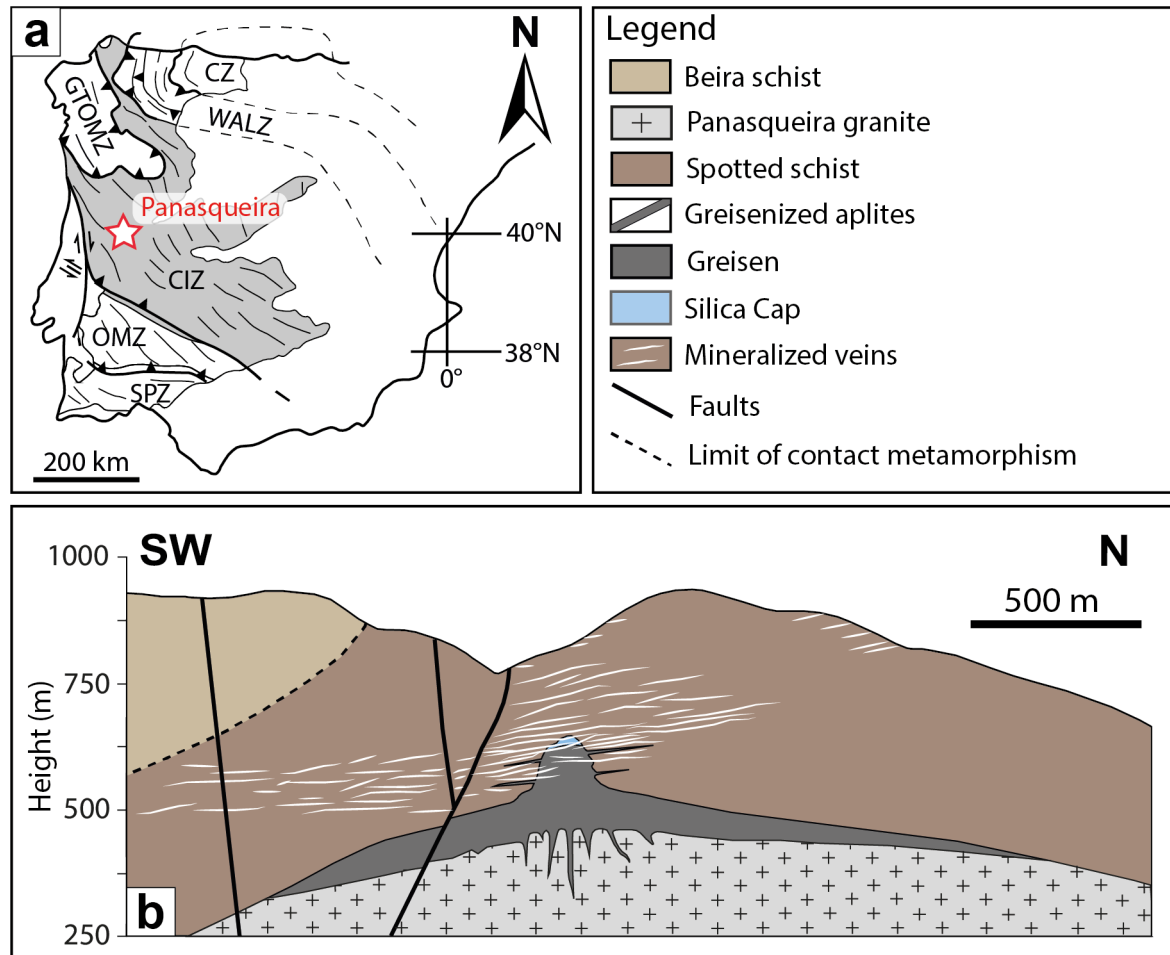 a
N
CZ
GTOMZ
WALZ
Panasqueira
40°N
CIZ
OMZ
38°N
0°
SPZ
200 km
Legend
Beira schist
Panasqueira granite
Spotted schist
Greisenized aplites
Greisen
Silica Cap
Mineralized veins
Faults
Limit of contact metamorphism
1000
SW
N
500 m
750
Height (m)
500
b
250